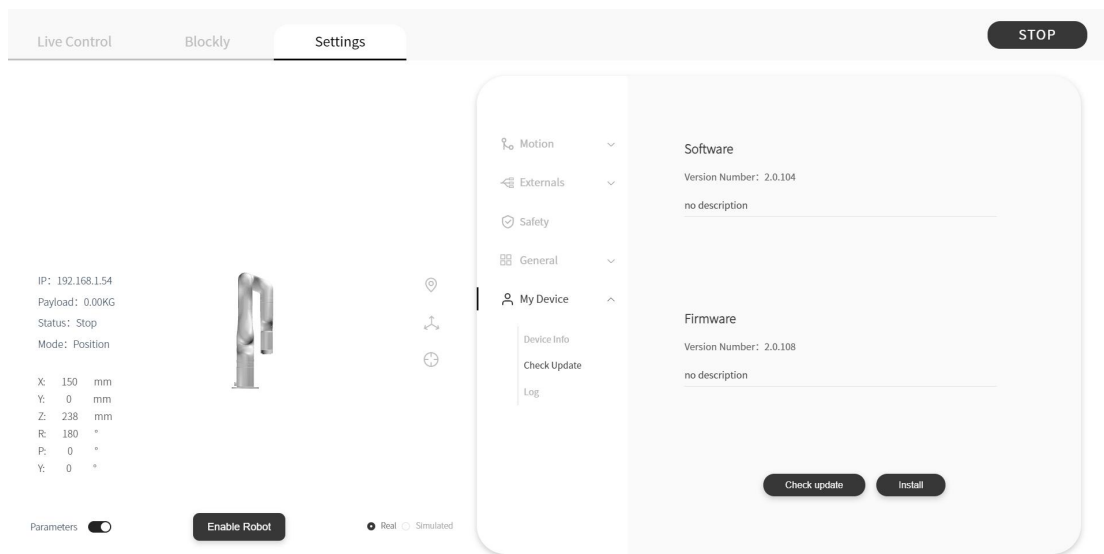 Live Control
Blockly
Settings
STOP
IP: 192.168.1.54
Payload: 0.00KG
Status: Stop
Mode: Position
X: 150 mm
Y: 0 mm
Z: 238 mm
R: 180 °
P: 0 °
Y: 0 °
Parameters
Enable Robot
Real
Simulated
Motion
Externals
Safety
General
My Device
Device Info
Check Update
Log
Software
Version Number: 2.0.104
no description
Firmware
Version Number: 2.0.108
no description
Check update
Install